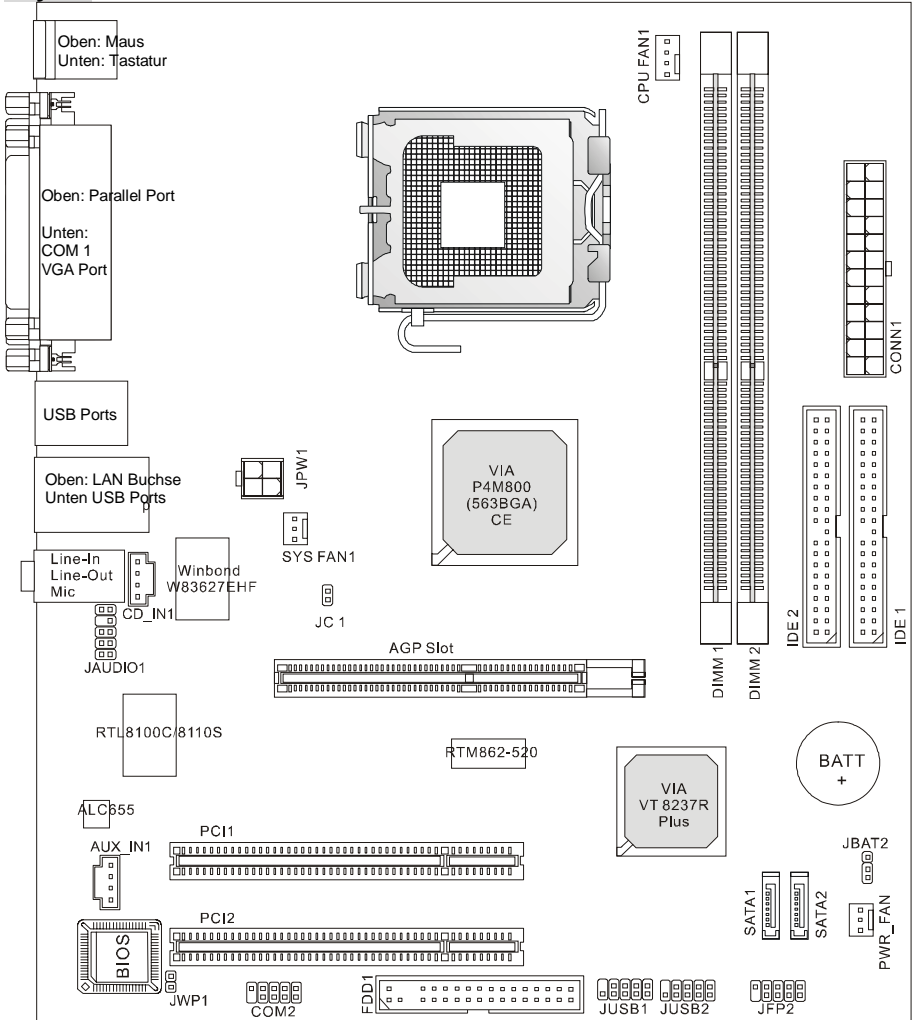 Oben: Maus
Unten: Tastatur
CPU FAN1
Oben: Parallel Port
Unten:
COM 1
VGA Port
CONN1
USB Ports
Oben: LAN Buchse
Unten USB Ports
p
JPW1
VIA
P4M800
(563BGA)
CE
SYS FAN1
Line-In
Line-Out
Mic
CD_IN1
Winbond
W83627EHF
JC 1
JAUDIO1
AGP Slot
DIMM 1
DIMM 2
IDE 2
IDE 1
RTL8100C/8110S
RTM862-520
VIA
VT 8237R
Plus
BATT
+
ALC655
AUX_IN1
PCI1
JBAT2
SATA1
SATA2
PWR_FAN
PCI2
BIOS
JWP1
COM2
FDD1
JUSB1
JUSB2
JFP2